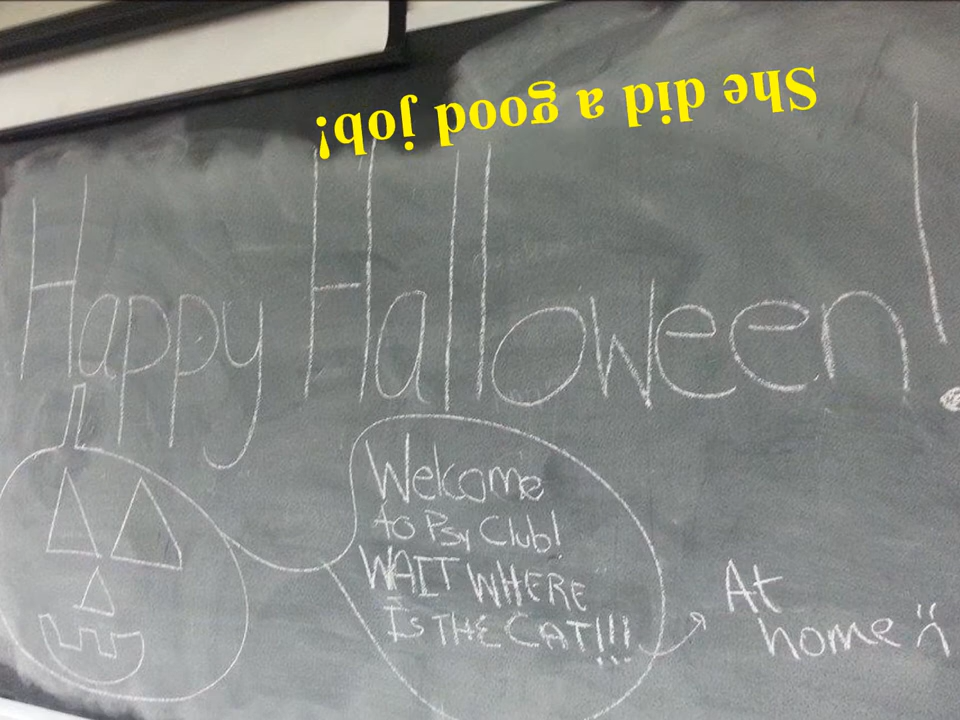 She did a good job!
Happy Halloween!
Welcome
to Psy Club!
WAIT WHERE
IS THE CAT!!!
At
home :(